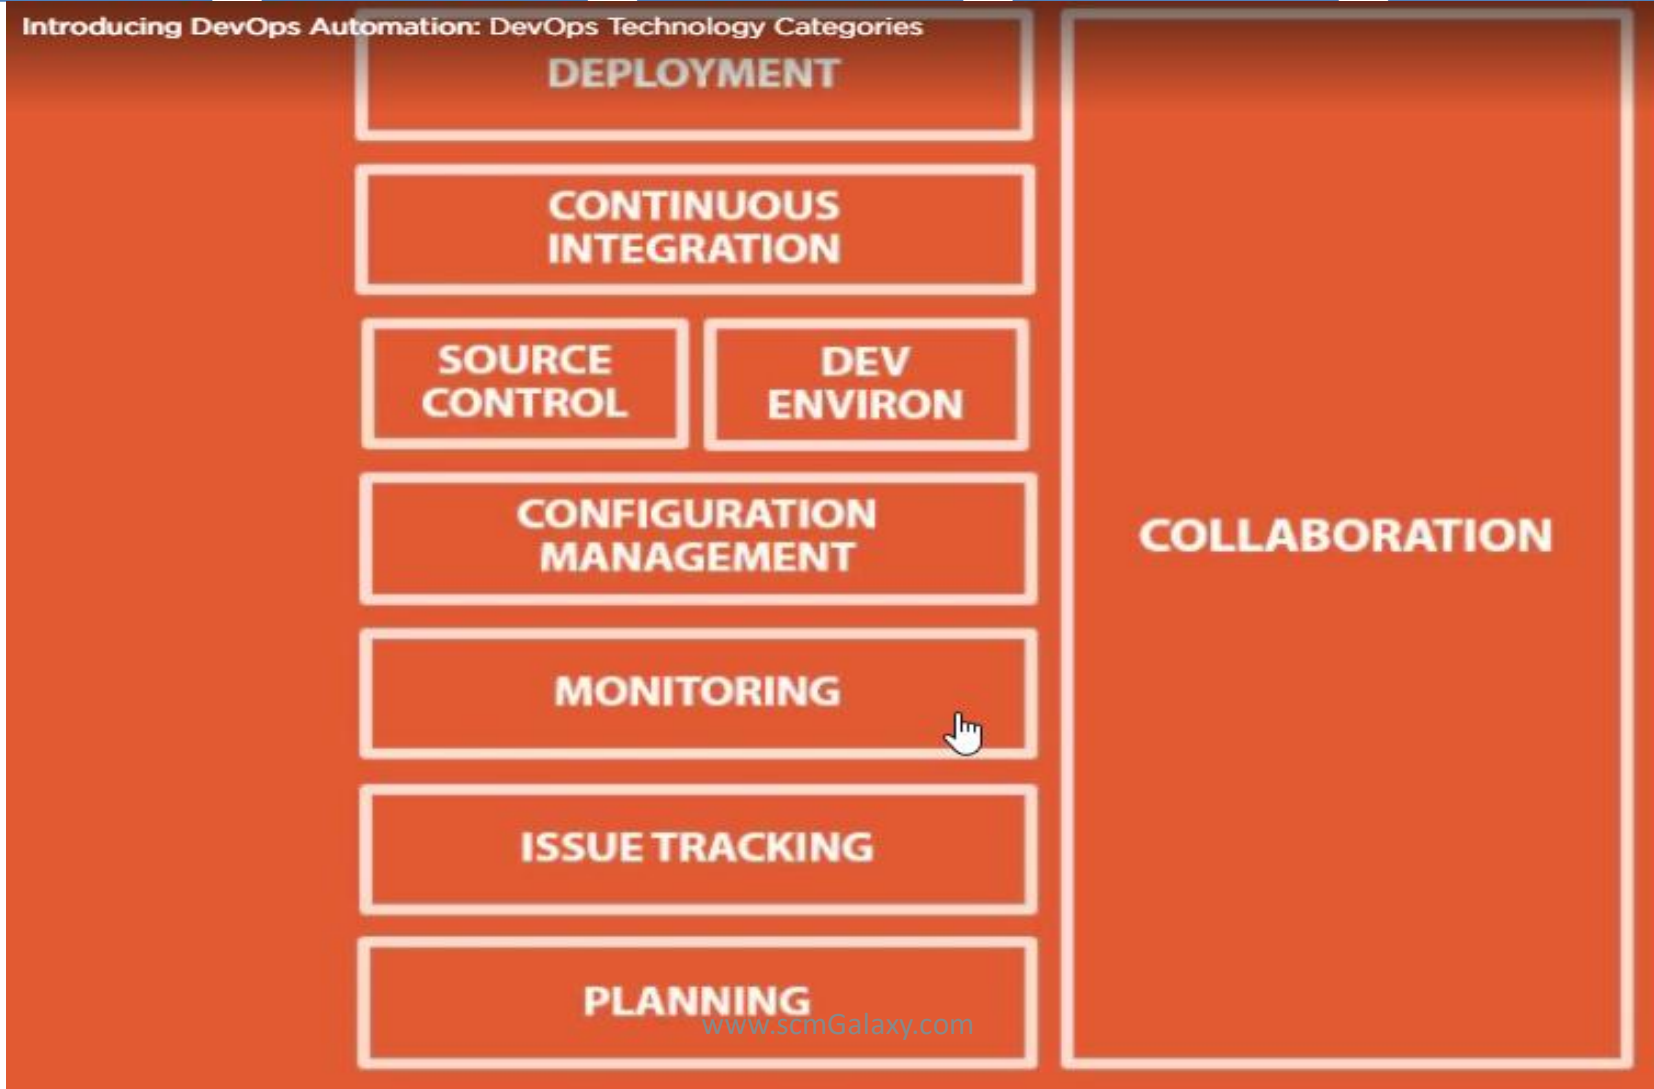 Introducing DevOps Automation: DevOps Technology Categories
DEPLOYMENT
CONTINUOUS
INTEGRATION
SOURCE
CONTROL
DEV
ENVIRON
CONFIGURATION
MANAGEMENT
MONITORING
ISSUE TRACKING
PLANNING
COLLABORATION
www.scmGalaxy.com